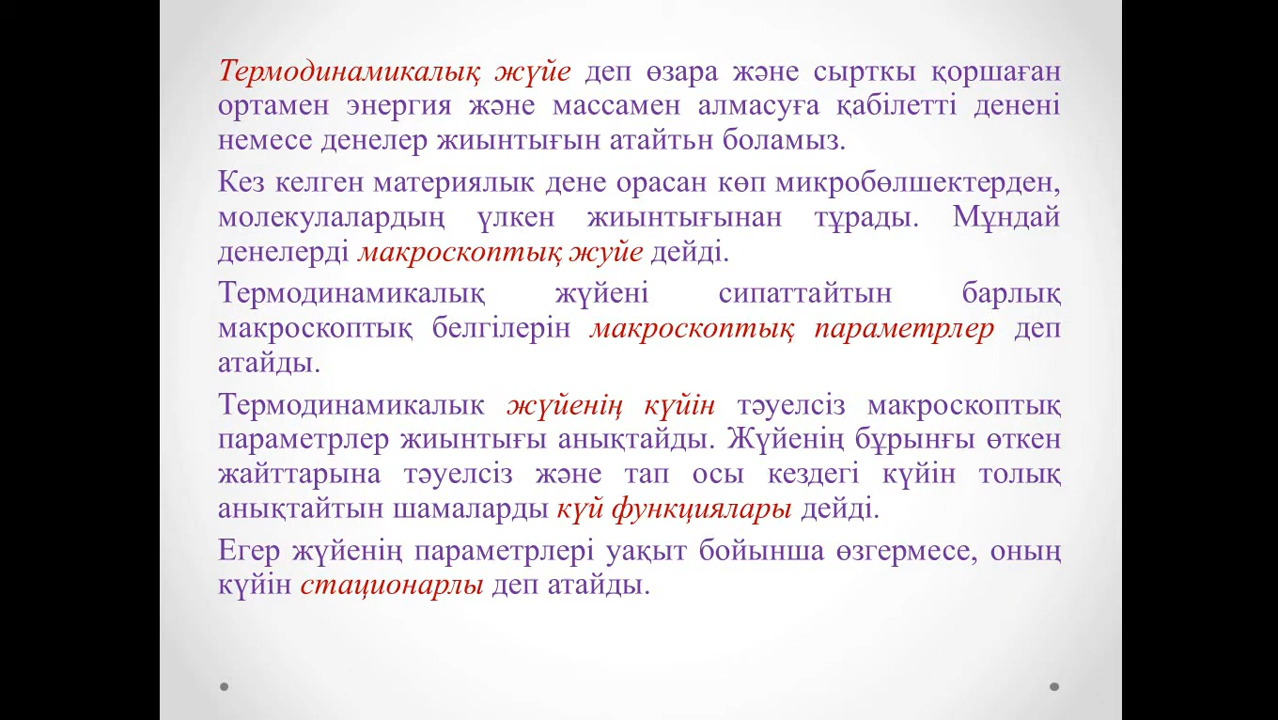 Термодинамикалық жүйе деп өзара және сырткы қоршаған
ортамен энергия және массамен алмасуға қабілетті денені
немесе денелер жиынтығын атайтьн боламыз.
Кез келген материялык дене орасан көп микробөлшектерден,
молекулалардың үлкен жиынтығынан тұрады. Мұндай
денелерді макроскоптық жуйе дейді.
Термодинамикалық жүйені сипаттайтын барлық
макроскоптық белгілерін макроскоптық параметрлер деп
атайды.
Термодинамикалык жүйенің күйін тәуелсіз макроскоптық
параметрлер жиынтығы анықтайды. Жүйенің бұрынғы өткен
жайттарына тәуелсіз және тап осы кездегі күйін толық
анықтайтын шамаларды күй функциялары дейді.
Егер жүйенің параметрлері уақыт бойынша өзгермесе, оның
күйін стационарлы деп атайды.